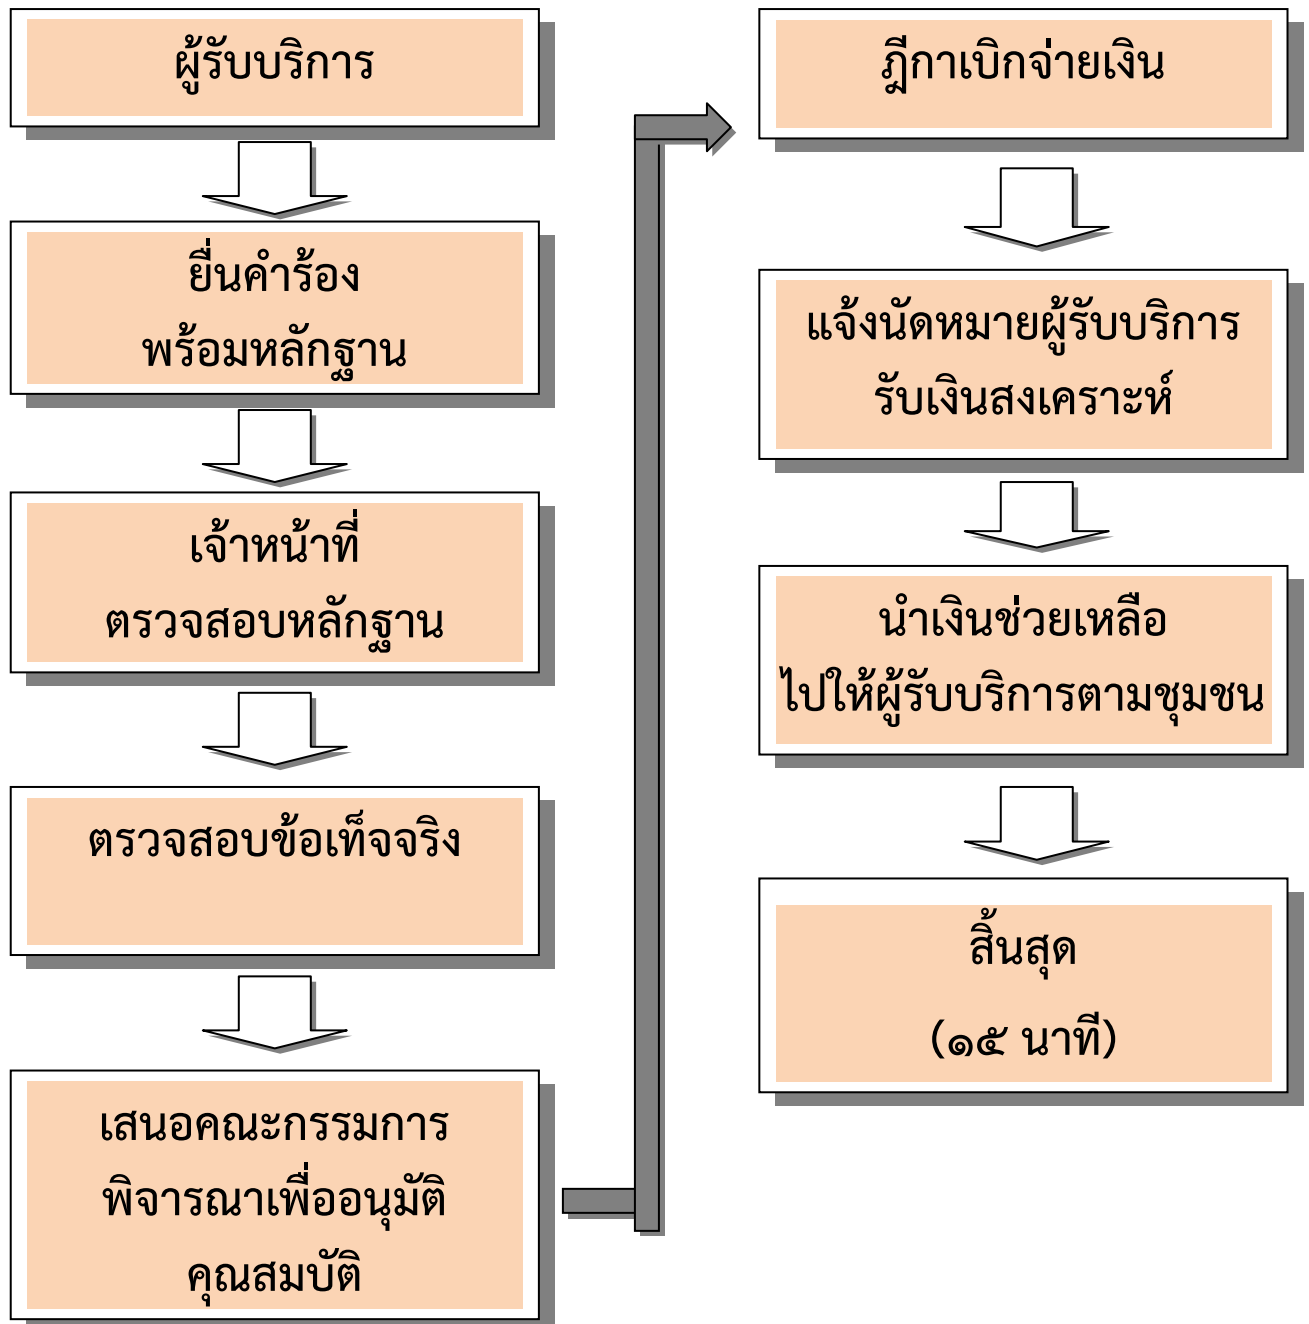 ผู้รับบริการ
ยื่นคำร้อง
พร้อมหลักฐาน
เจ้าหน้าที่
ตรวจสอบหลักฐาน
ตรวจสอบข้อเท็จจริง
เสนอคณะกรรมการ
พิจารณาเพื่ออนุมัติ
คุณสมบัติ
ฎีกาเบิกจ่ายเงิน
แจ้งนัดหมายผู้รับบริการ
รับเงินสงเคราะห์
นำเงินช่วยเหลือ
ไปให้ผู้รับบริการตามชุมชน
สิ้นสุด
(๑๕ นาที)